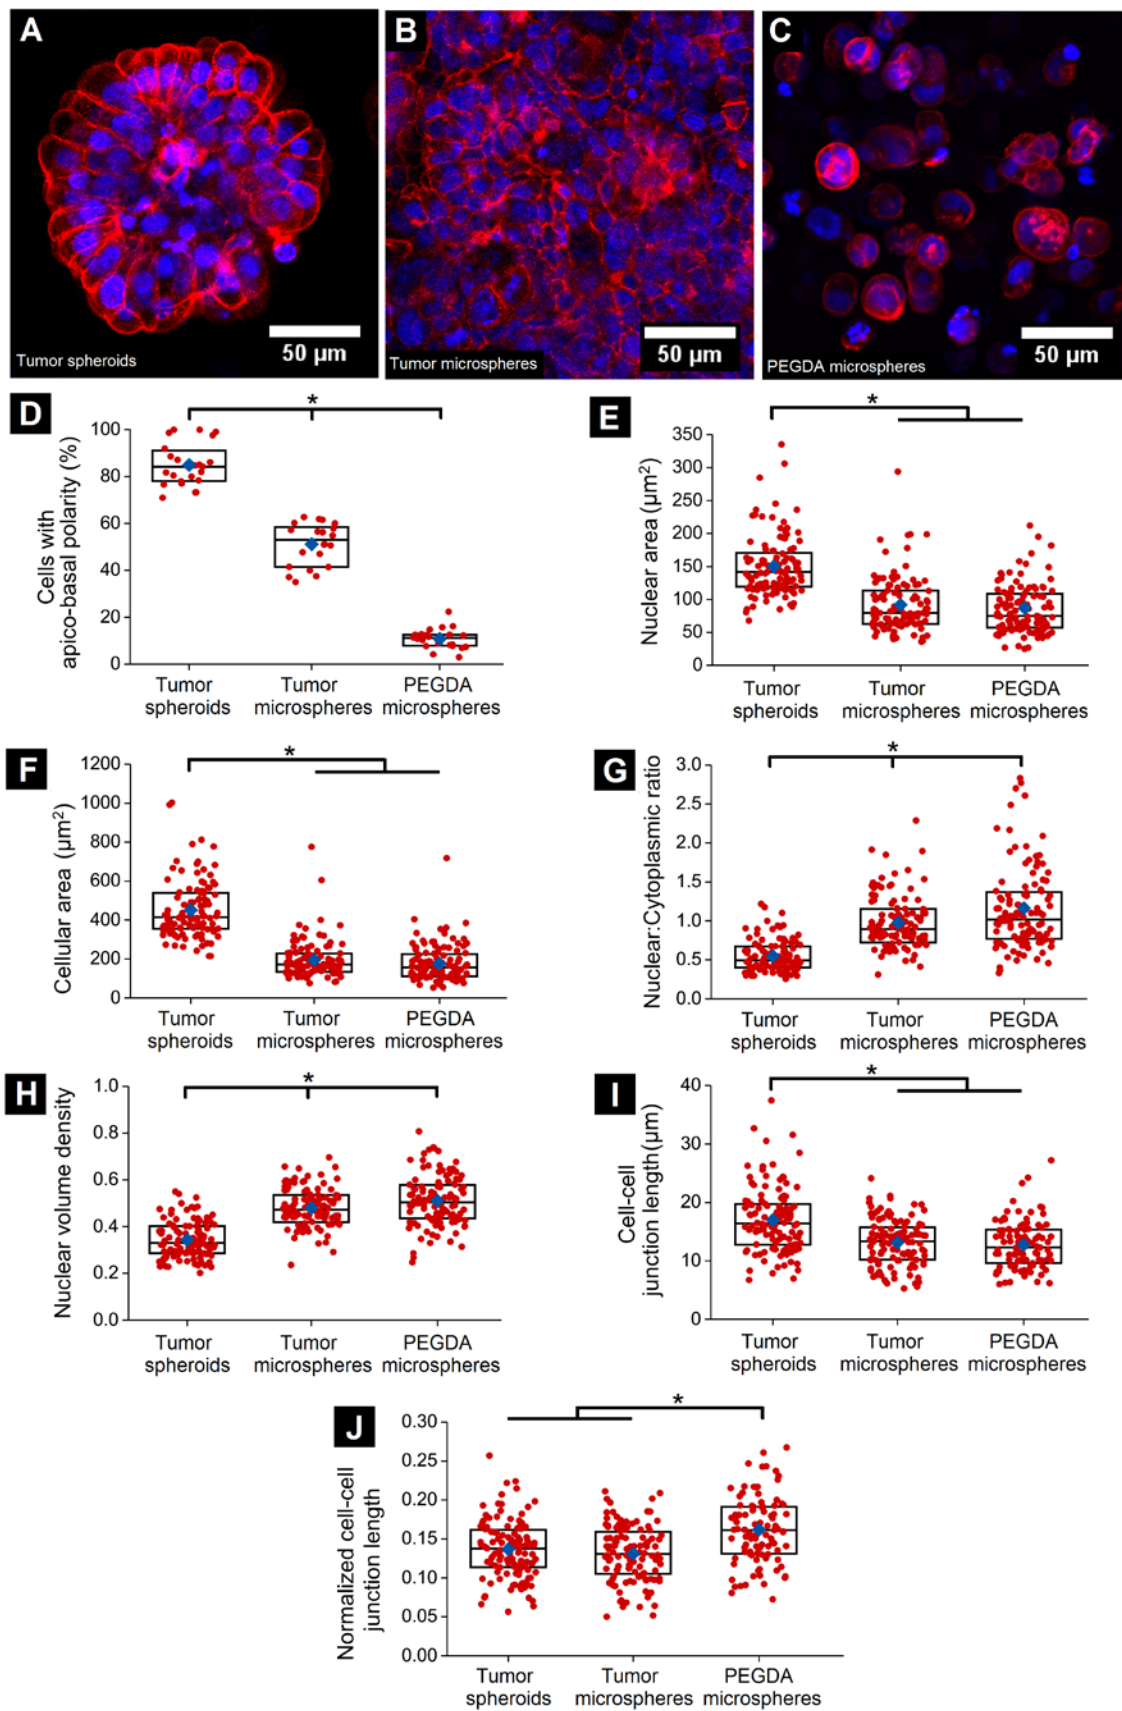 A
B
C
50 µm
50 µm
50 µm
Tumor spheroids
Tumor microspheres
PEGDA microspheres
D
*
Cells with
apico-basal polarity (%)
100
80
60
40
20
0
Tumor
spheroids
Tumor
microspheres
PEGDA
microspheres
E
*
Nuclear area (µm²)
350
300
250
200
150
100
50
0
Tumor
spheroids
Tumor
microspheres
PEGDA
microspheres
F
*
Cellular area (µm²)
1200
1000
800
600
400
200
0
Tumor
spheroids
Tumor
microspheres
PEGDA
microspheres
G
*
Nuclear:Cytoplasmic ratio
3.0
2.5
2.0
1.5
1.0
0.5
0.0
Tumor
spheroids
Tumor
microspheres
PEGDA
microspheres
H
*
Nuclear volume density
1.0
0.8
0.6
0.4
0.2
0.0
Tumor
spheroids
Tumor
microspheres
PEGDA
microspheres
I
*
Cell-cell
junction length(µm)
40
30
20
10
0
Tumor
spheroids
Tumor
microspheres
PEGDA
microspheres
J
*
Normalized cell-cell
junction length
0.30
0.25
0.20
0.15
0.10
0.05
0.00
Tumor
spheroids
Tumor
microspheres
PEGDA
microspheres